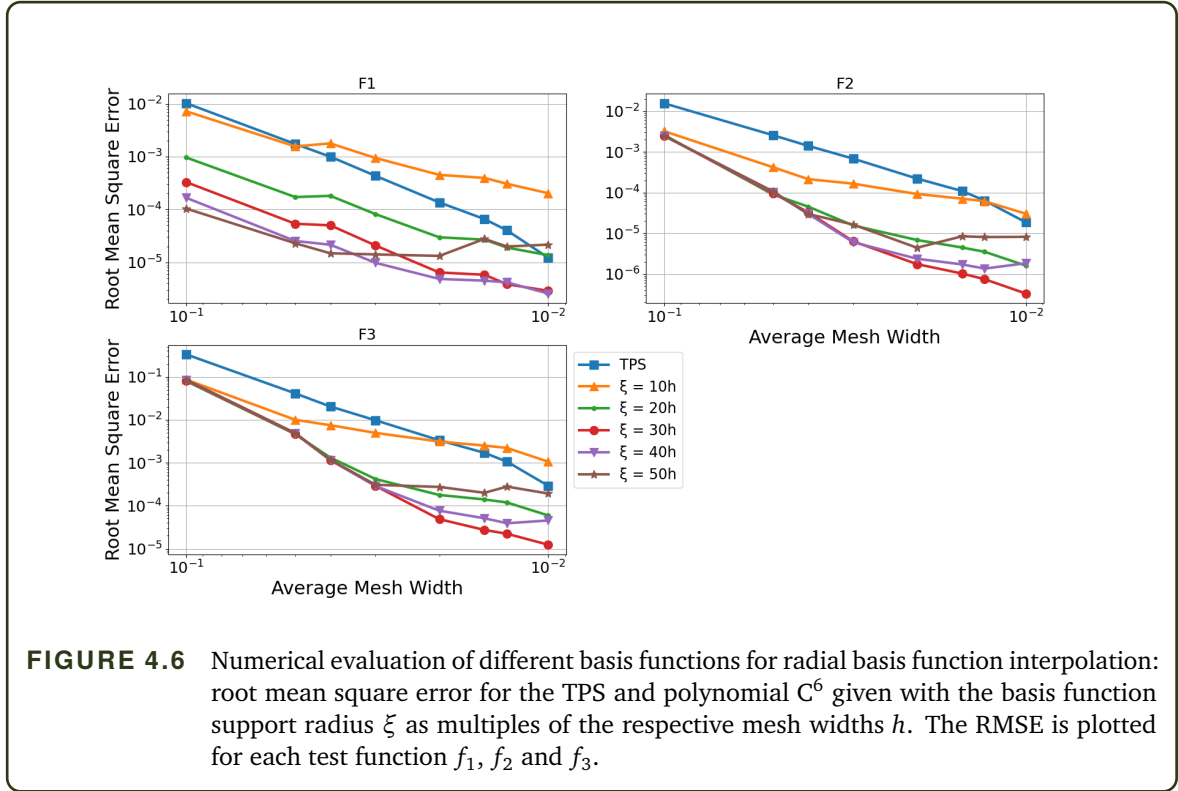 F1
Root Mean Square Error
10⁻²
10⁻³
10⁻⁴
10⁻⁵
10⁻¹
10⁻²
F2
10⁻²
10⁻³
10⁻⁴
10⁻⁵
10⁻⁶
10⁻¹
10⁻²
Average Mesh Width
F3
Root Mean Square Error
10⁻¹
10⁻²
10⁻³
10⁻⁴
10⁻⁵
10⁻¹
10⁻²
Average Mesh Width
TPS
ξ = 10h
ξ = 20h
ξ = 30h
ξ = 40h
ξ = 50h
FIGURE 4.6 Numerical evaluation of different basis functions for radial basis function interpolation:
root mean square error for the TPS and polynomial C⁶ given with the basis function
support radius ξ as multiples of the respective mesh widths h. The RMSE is plotted
for each test function f₁, f₂ and f₃.